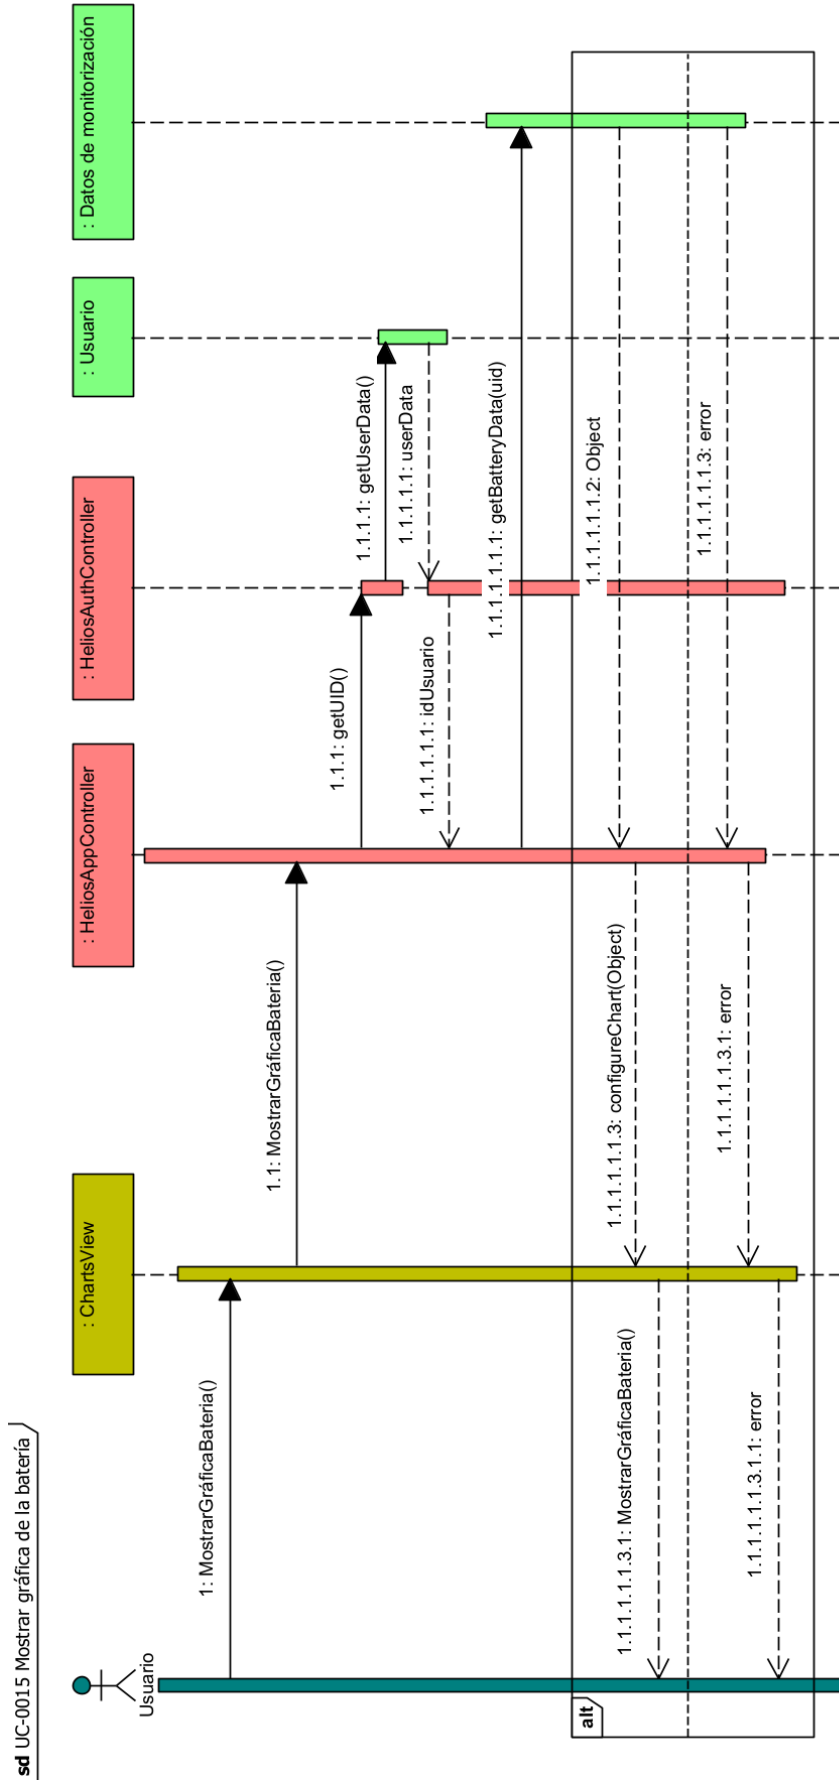 sd UC-0015 Mostrar gráfica de la batería
Usuario
: ChartsView
: HeliosAppController
: HeliosAuthController
: Usuario
: Datos de monitorización
1: MostrarGráficaBateria()
1.1: MostrarGráficaBateria()
1.1.1: getUID()
1.1.1.1: getUserData()
1.1.1.1.1: userData
1.1.1.1.1.1: idUsuario
1.1.1.1.1.1.1: getBatteryData(uid)
alt
1.1.1.1.1.1.2: Object
1.1.1.1.1.1.3: configureChart(Object)
1.1.1.1.1.1.3.1: MostrarGráficaBateria()
1.1.1.1.1.1.3: error
1.1.1.1.1.1.3.1: error
1.1.1.1.1.1.3.1.1: error